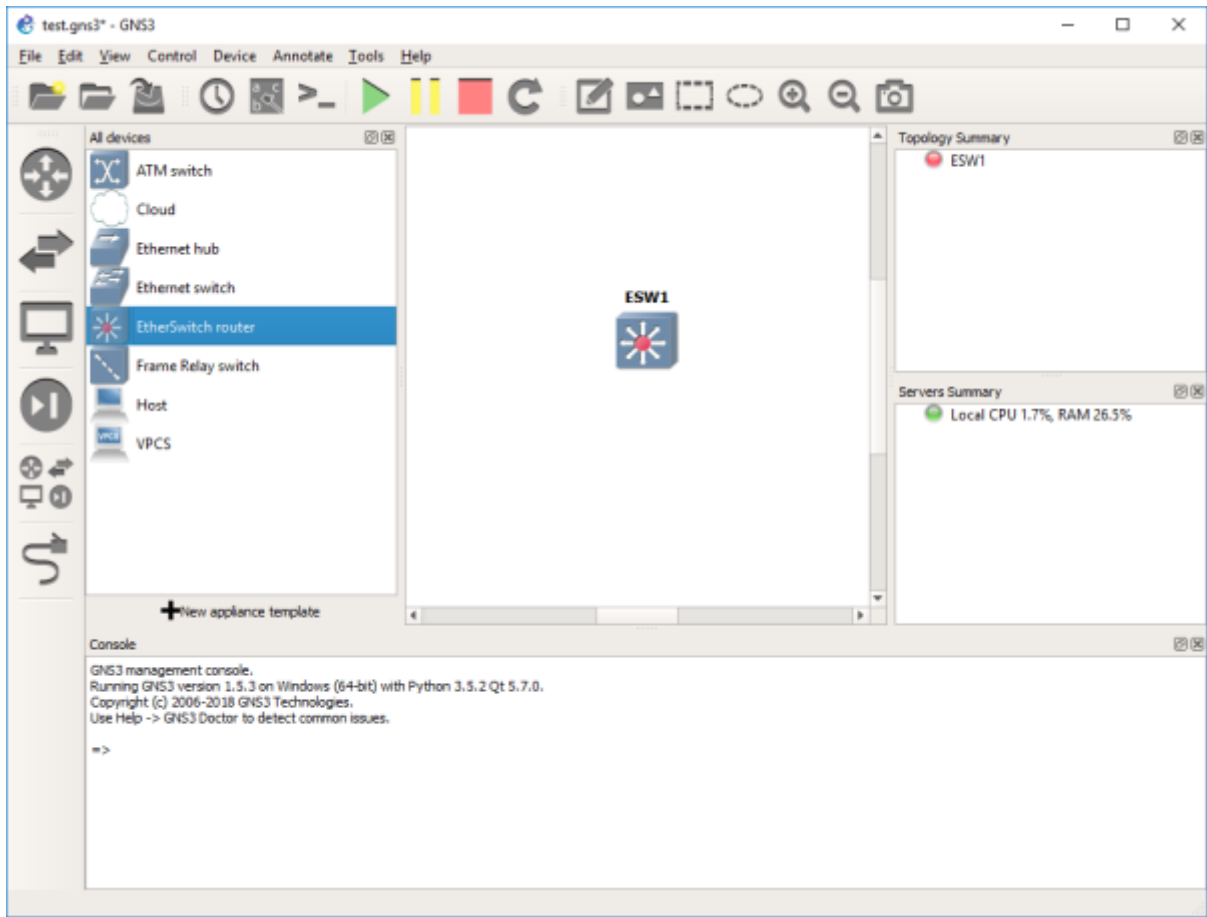 test.gns3* - GNS3
File Edit View Control Device Annotate Tools Help
All devices
ATM switch
Cloud
Ethernet hub
Ethernet switch
EtherSwitch router
Frame Relay switch
Host
VPCS
New appliance template
ESW1
Topology Summary
ESW1
Servers Summary
Local CPU 1.7%, RAM 26.5%
Console
GNS3 management console.
Running GNS3 version 1.5.3 on Windows (64-bit) with Python 3.5.2 Qt 5.7.0.
Copyright (c) 2006-2018 GNS3 Technologies.
Use Help -> GNS3 Doctor to detect common issues.
=>